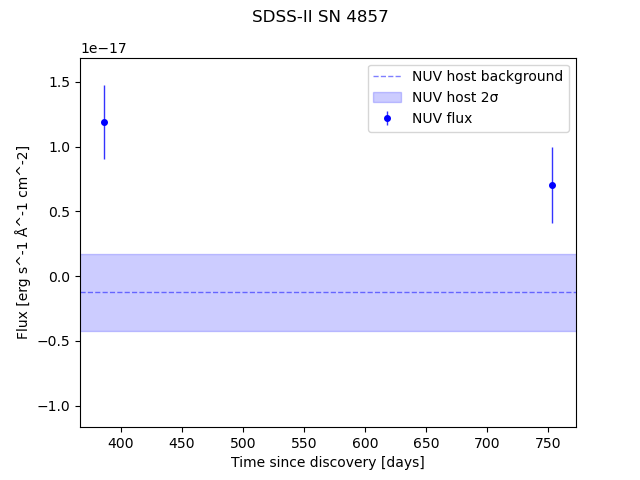 SDSS-II SN 4857
1e−17
NUV host background
NUV host 2σ
NUV flux
1.5
1.0
0.5
0.0
−0.5
−1.0
Flux [erg s^-1 Å^-1 cm^-2]
400 450 500 550 600 650 700 750
Time since discovery [days]